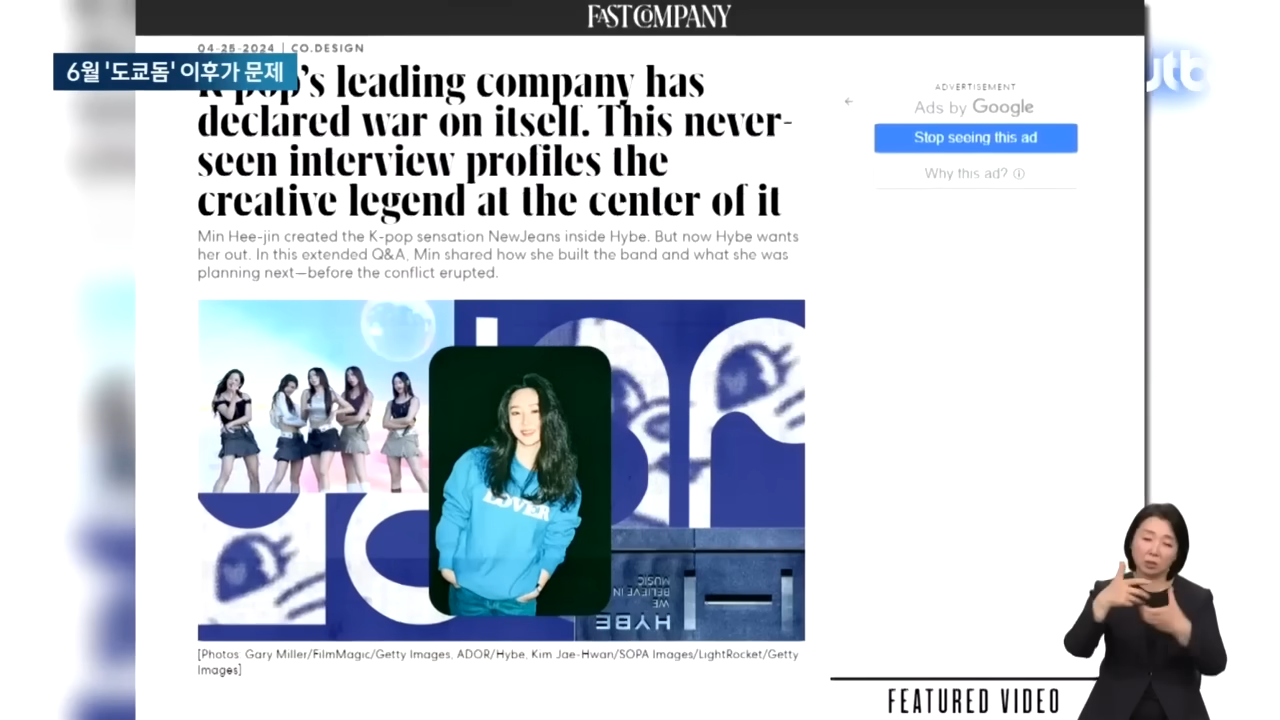 FAST COMPANY
04-25-2024 | CO.DESIGN
6월 '도쿄돔' 이후가 문제
jtb
K-pop's leading company has
declared war on itself. This never-
seen interview profiles the
creative legend at the center of it
Min Hee-jin created the K-pop sensation NewJeans inside Hybe. But now Hybe wants
her out. In this extended Q&A, Min shared how she built the band and what she was
planning next—before the conflict erupted.
ADVERTISEMENT
Ads by Google
Stop seeing this ad
Why this ad?
LOVER
WE
BELIEVE IN
MUSIC
HYBE
[Photos: Gary Miller/FilmMagic/Getty Images, ADOR/Hybe, Kim Jae-Hwan/SOPA Images/LightRocket/Getty
Images]
FEATURED VIDEO